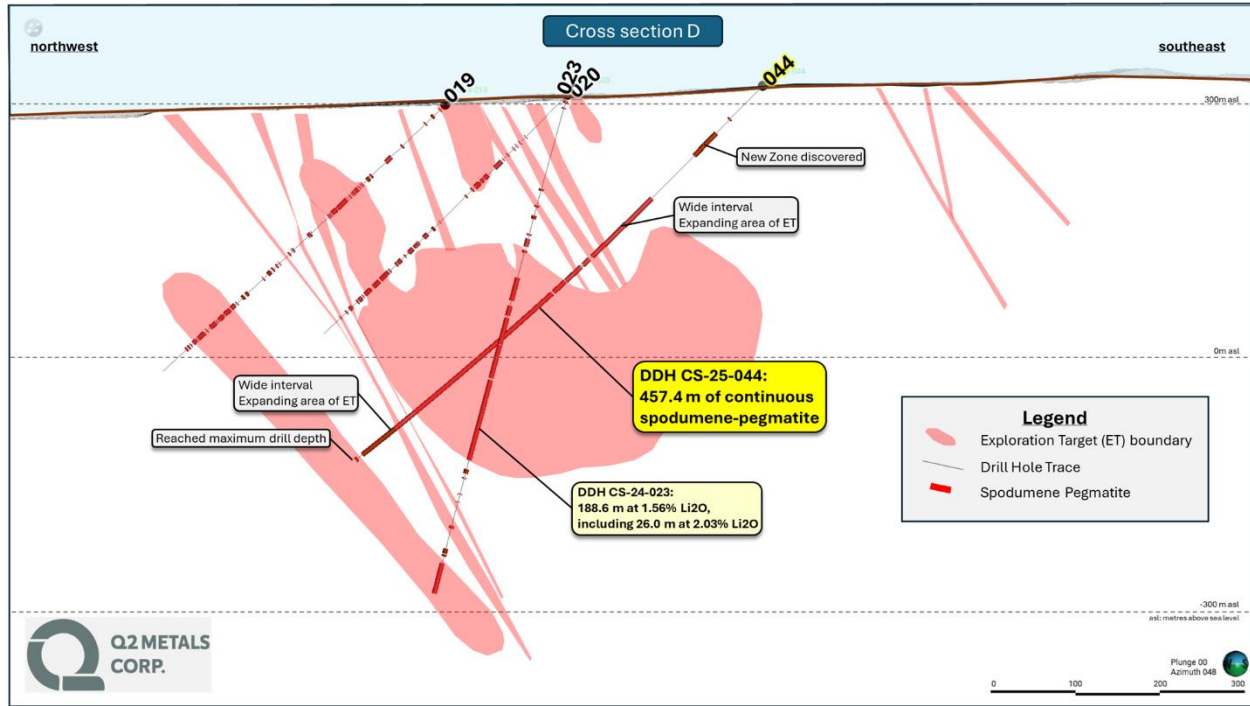 Cross section D
northwest
southeast
019
023
020
044
300m asl
New Zone discovered
Wide interval
Expanding area of ET
0m asl
DDH CS-25-044:
457.4 m of continuous
spodumene-pegmatite
Wide interval
Expanding area of ET
Reached maximum drill depth
DDH CS-24-023:
188.6 m at 1.56% Li2O,
including 26.0 m at 2.03% Li2O
Legend
Exploration Target (ET) boundary
Drill Hole Trace
Spodumene Pegmatite
-300 m asl
asl: metres above sea level.
Q2 METALS
CORP.
Plunge 00
Azimuth 048
0 100 200 300